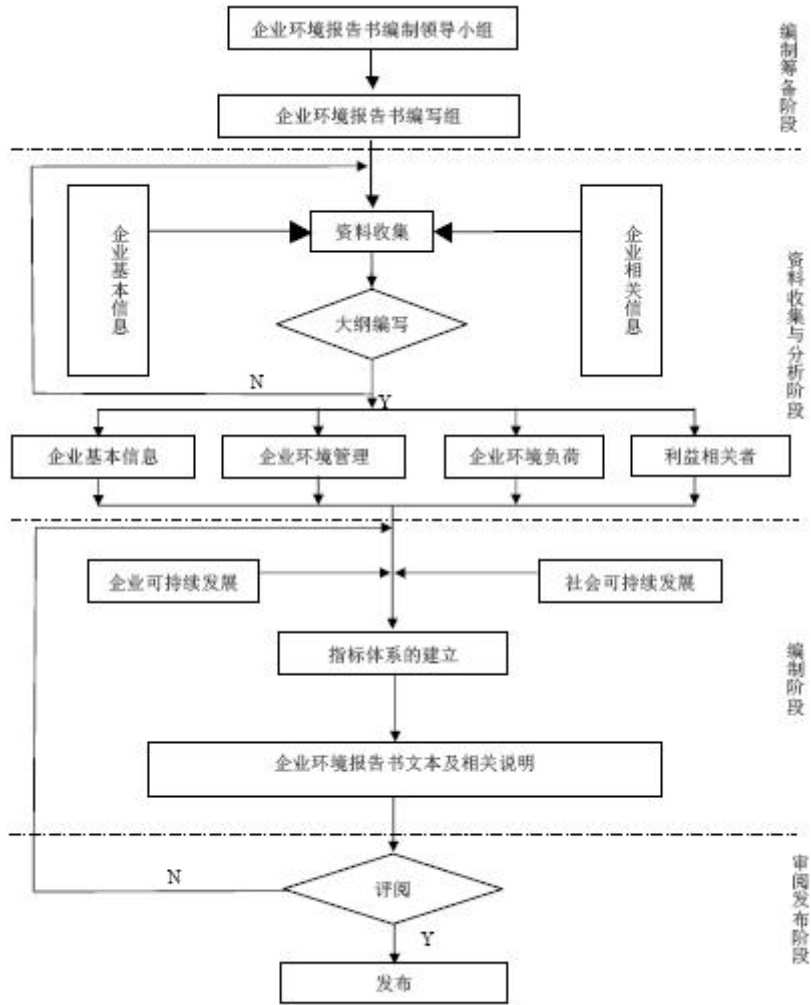 企业环境报告书编制领导小组
编制筹备阶段
企业环境报告书编写组
企业基本信息
资料收集
企业相关信息
资料收集与分析阶段
大纲编写
N
Y
企业基本信息
企业环境管理
企业环境负荷
利益相关者
企业可持续发展
社会可持续发展
指标体系的建立
编制阶段
企业环境报告书文本及相关说明
N
评阅
审阅发布阶段
Y
发布